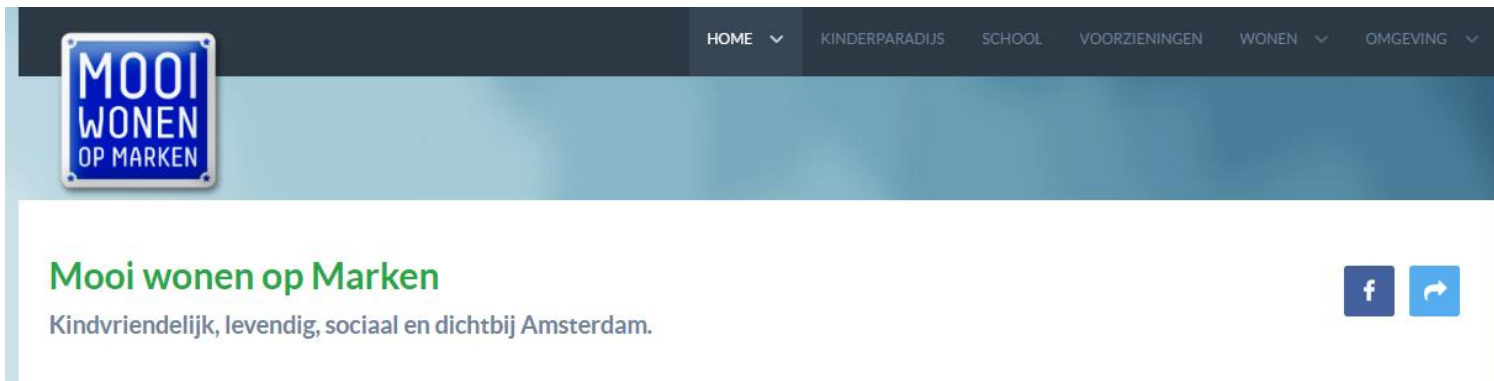 HOME KINDERPARADIJS SCHOOL VOORZIENINGEN WONEN OMGEVING
MOOI
WONEN
OP MARKEN
Mooi wonen op Marken
f
Kindvriendelijk, levendig, sociaal en dichtbij Amsterdam.